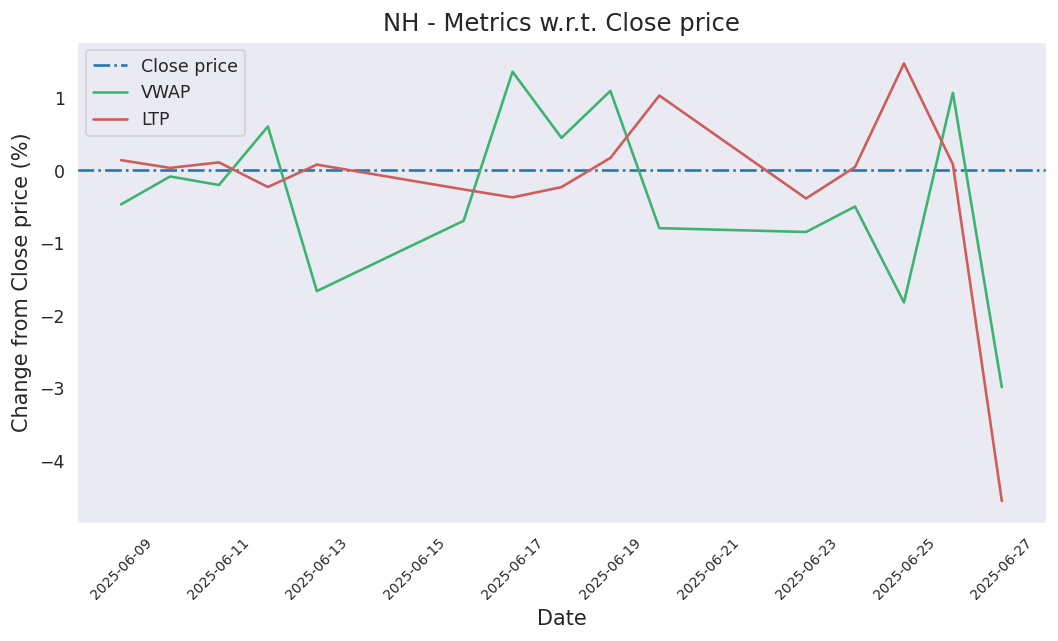 NH - Metrics w.r.t. Close price
Close price
VWAP
LTP
Change from Close price (%)
1
0
−1
−2
−3
−4
2025-06-09
2025-06-11
2025-06-13
2025-06-15
2025-06-17
2025-06-19
2025-06-21
2025-06-23
2025-06-25
2025-06-27
Date